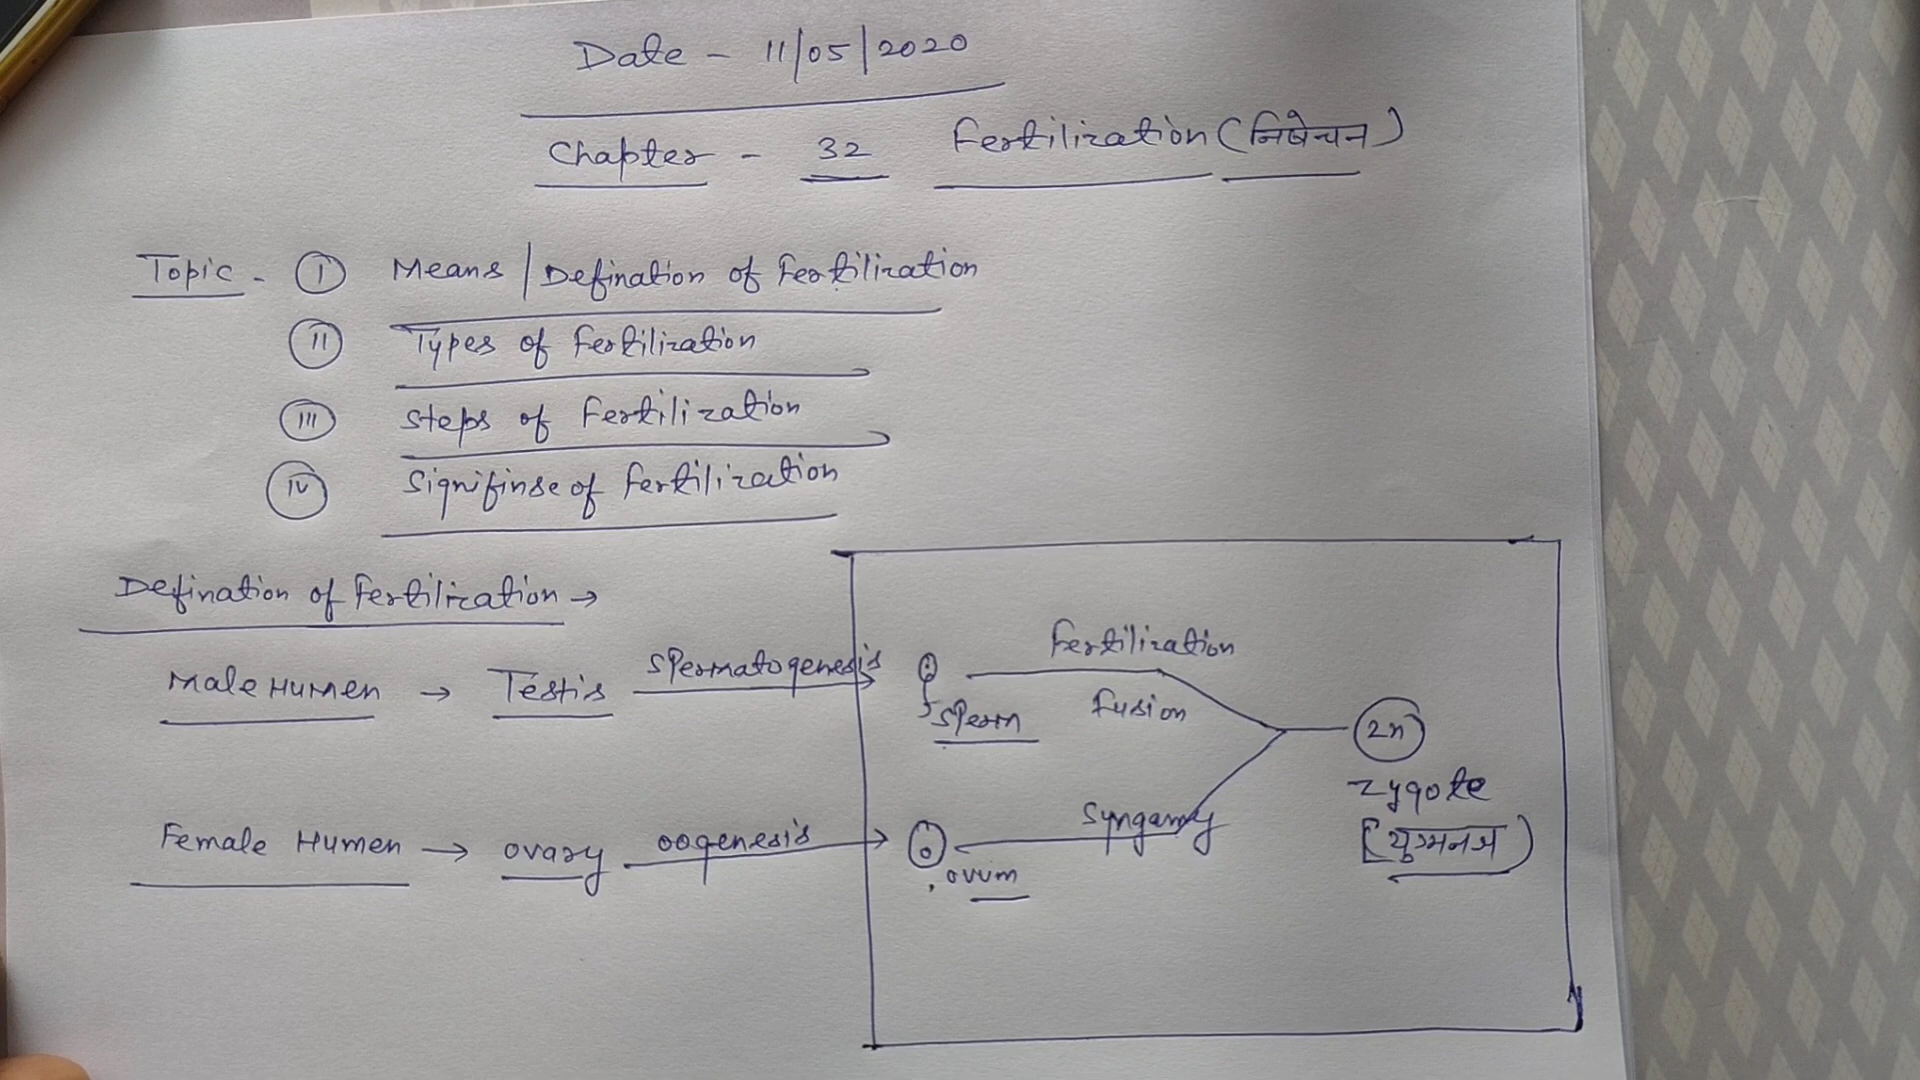 Date - 11/05/2020
Chapter - 32 Fertilization (निषेचन)
Topic - (I) Means / Defination of Fertilization
(II) Types of Fertilization
(III) Steps of Fertilization
(IV) Signifinse of Fertilization
Defination of Fertilization →
Male Humen → Testis Spermatogenesis
Sperm
Fertilization
Fusion
2n
Zygote
(युग्मनज)
Female Humen → ovary oogenesis
ovum
Syngamy